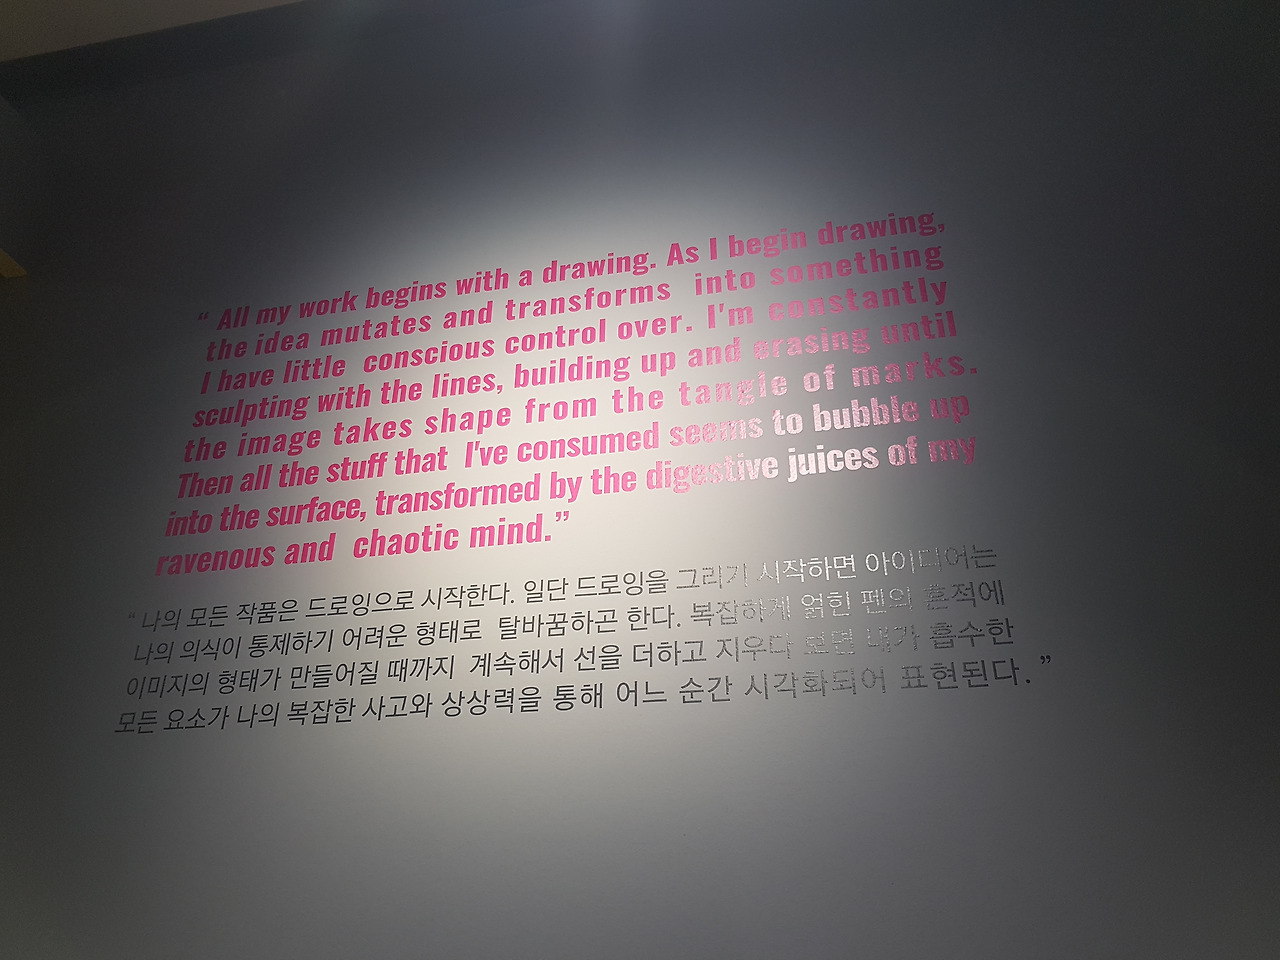 “ All my work begins with a drawing. As I begin drawing,
the idea mutates and transforms into something
I have little conscious control over. I'm constantly
sculpting with the lines, building up and erasing until
the image takes shape from the tangle of marks.
Then all the stuff that I've consumed seems to bubble up
into the surface, transformed by the digestive juices of my
ravenous and chaotic mind.”
“ 나의 모든 작품은 드로잉으로 시작한다. 일단 드로잉을 그리기 시작하면 아이디어는
나의 의식이 통제하기 어려운 형태로 탈바꿈하곤 한다. 복잡하게 얽힌 펜의 흔적에
이미지의 형태가 만들어질 때까지 계속해서 선을 더하고 지우다 보면 내가 흡수한
모든 요소가 나의 복잡한 사고와 상상력을 통해 어느 순간 시각화되어 표현된다. ”